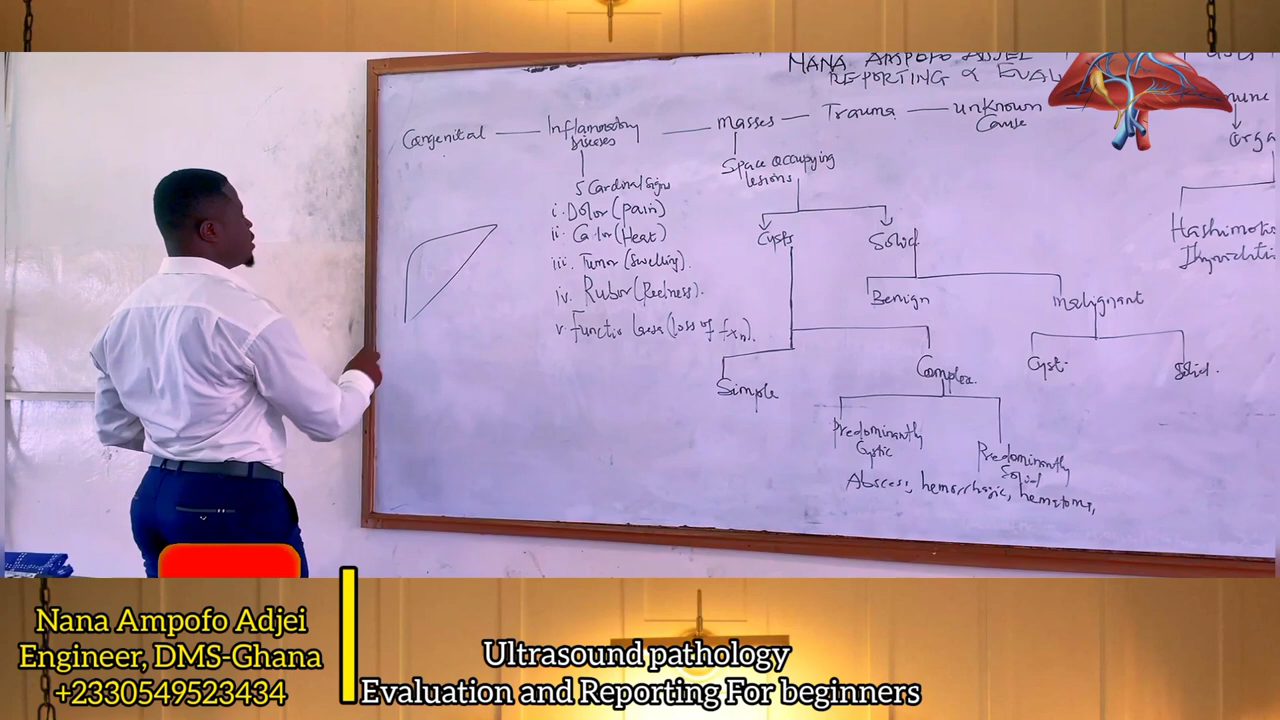 NANA AMPOFO ADJEI
REPORTING & EVAL
Congenital — Inflammatory — masses — Trauma — unknown
Diseases
Cause
mune
Orga
Space occupying
lesions
5 Cardinal Signs
i. Dolor (pain)
ii. Calor (Heat)
iii. Tumor (swelling).
iv. Rubor (Redness).
v. Functio laesa (loss of fxn).
Cysts
Solid
Hashimoto
Benign
malignant
Simple
Complex
Cyst
Solid.
Predominantly
Cystic
Predominantly
Solid
Abscess, hemorrhagic, hematoma,
Nana Ampofo Adjei
Engineer, DMS-Ghana
+2330549523434
Ultrasound pathology
Evaluation and Reporting For beginners